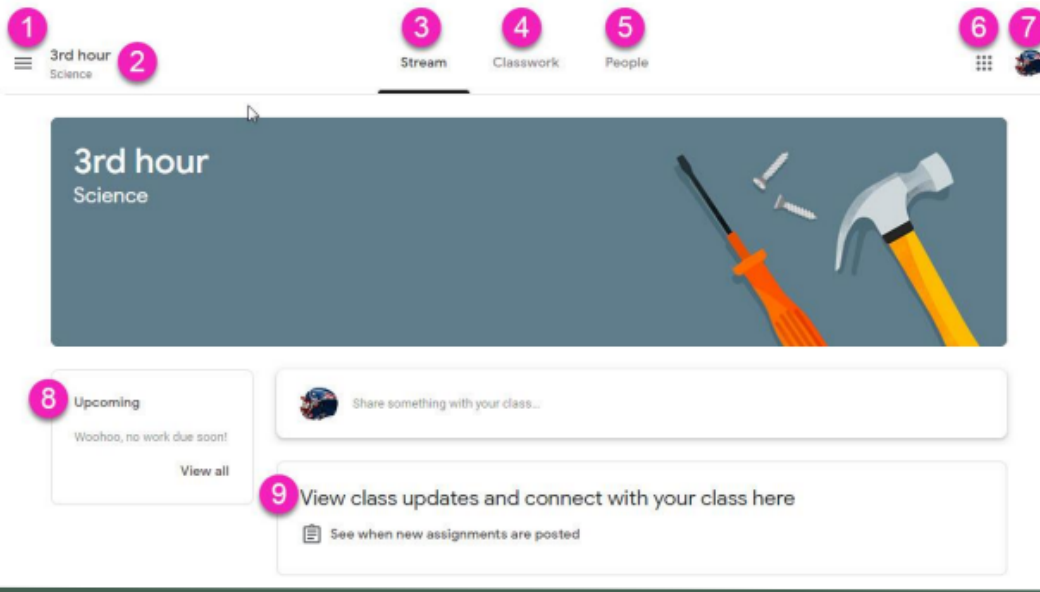 1
3rd hour
Science
2
3
Stream
4
Classwork
5
People
6
7
3rd hour
Science
8
Upcoming
Woohoo, no work due soon!
View all
Share something with your class...
9
View class updates and connect with your class here
See when new assignments are posted